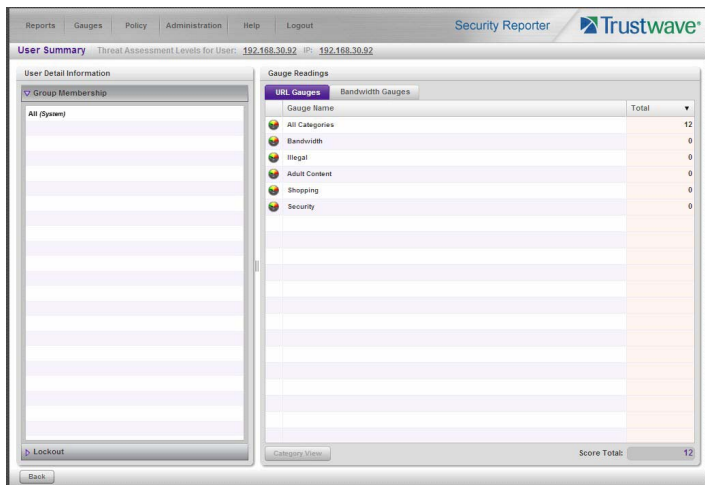 Reports Gauges Policy Administration Help Logout Security Reporter Trustwave®
User Summary Threat Assessment Levels for User: 192.168.30.92 IP: 192.168.30.92
User Detail Information
Group Membership
All (System)
Lockout
Gauge Readings
URL Gauges Bandwidth Gauges
Gauge Name Total
All Categories 12
Bandwidth 0
Illegal 0
Adult Content 0
Shopping 0
Security 0
Category View Score Total: 12
Back